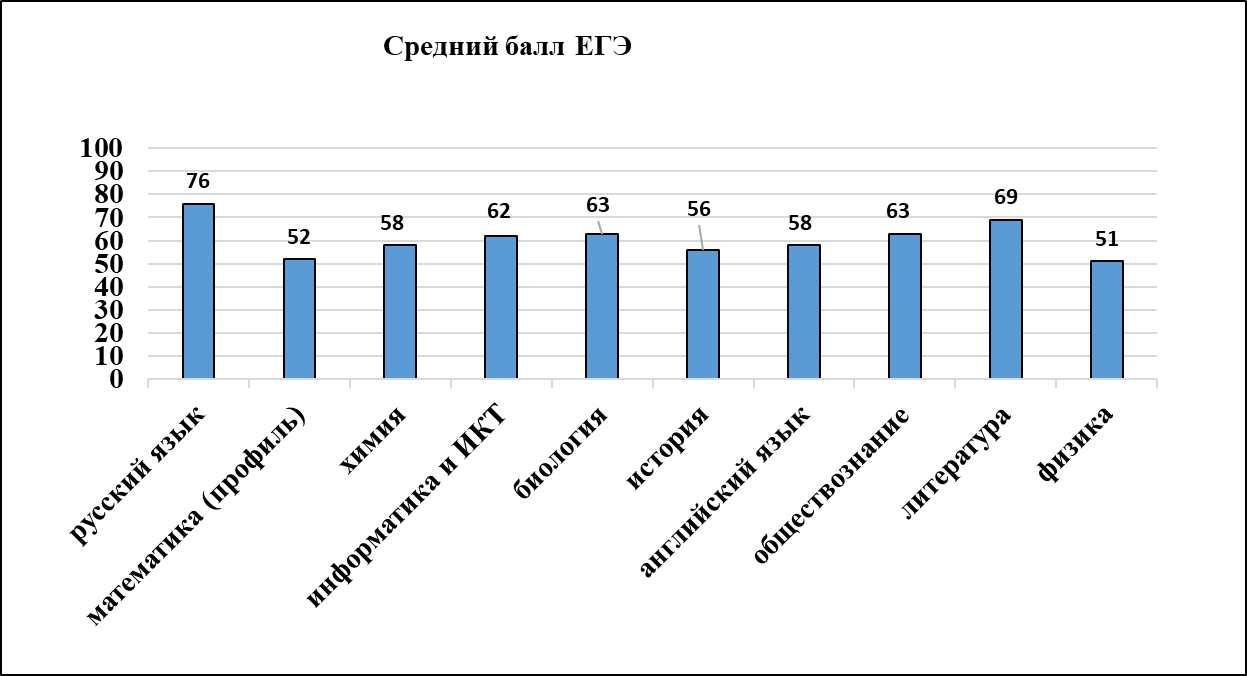 Средний балл ЕГЭ
100
90
80
70
60
50
40
30
20
10
0
76
52
58
62
63
56
58
63
69
51
русский язык
математика (профиль)
химия
информатика и ИКТ
биология
история
английский язык
обществознание
литература
физика